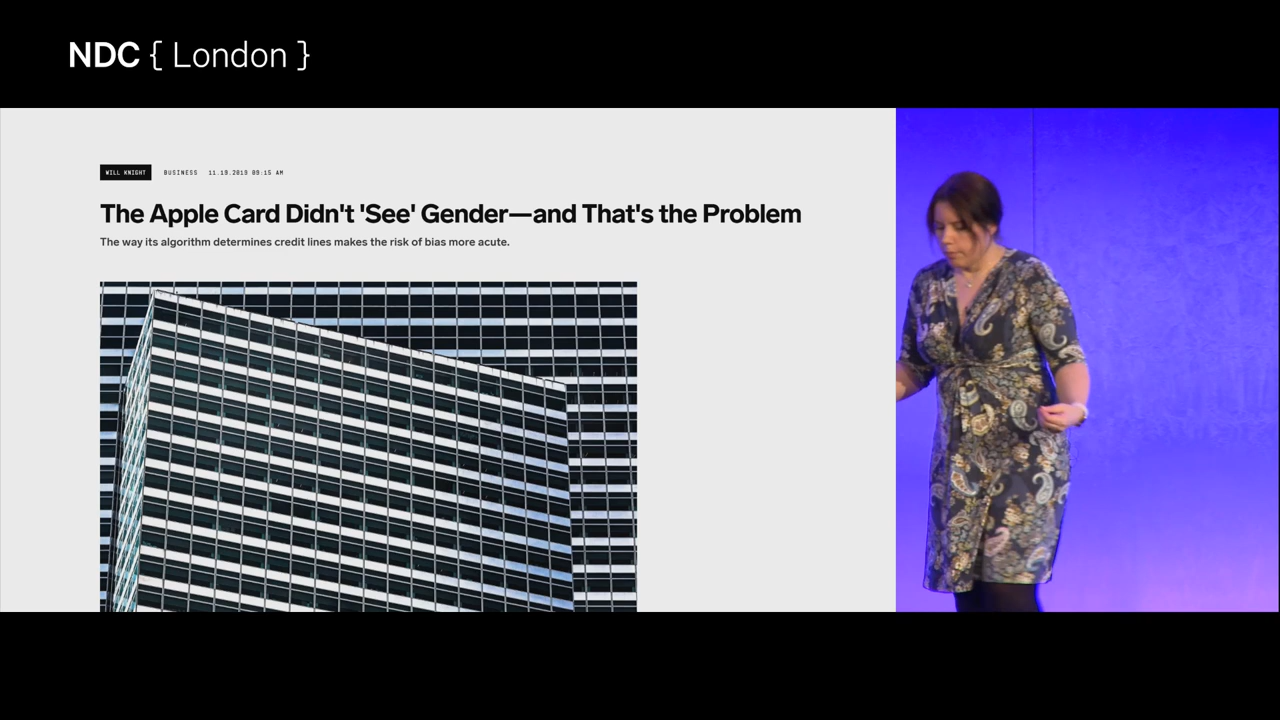 NDC { London }
WILL KNIGHT BUSINESS 11.19.2019 09:15 AM
The Apple Card Didn't 'See' Gender—and That's the Problem
The way its algorithm determines credit lines makes the risk of bias more acute.